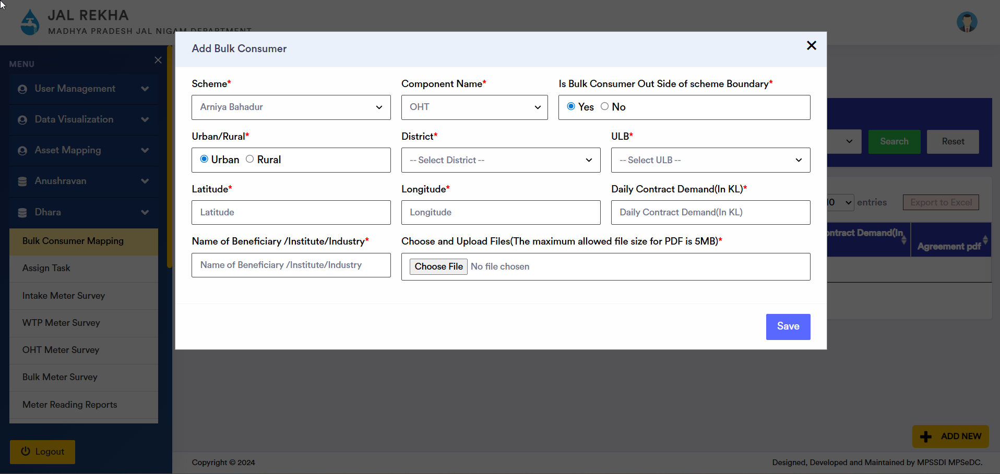 JAL REKHA
MADHYA PRADESH JAL NIGAM DEPARTMENT
MENU
User Management
Data Visualization
Asset Mapping
Anushravan
Dhara
Bulk Consumer Mapping
Assign Task
Intake Meter Survey
WTP Meter Survey
OHT Meter Survey
Bulk Meter Survey
Meter Reading Reports
Logout
Add Bulk Consumer
Scheme* Component Name* Is Bulk Consumer Out Side of scheme Boundary*
Arniya Bahadur OHT Yes No
Urban/Rural* District* ULB*
Urban Rural -- Select District -- -- Select ULB --
Latitude* Longitude* Daily Contract Demand(In KL)*
Latitude Longitude Daily Contract Demand(In KL)
Name of Beneficiary /Institute/Industry* Choose and Upload Files(The maximum allowed file size for PDF is 5MB)*
Name of Beneficiary /Institute/Industry Choose File No file chosen
Save
Search Reset
entries Export to Excel
Demand(In
Agreement pdf
ADD NEW
Copyright © 2024 Designed, Developed and Maintained by MPSSDI MPSeDC.